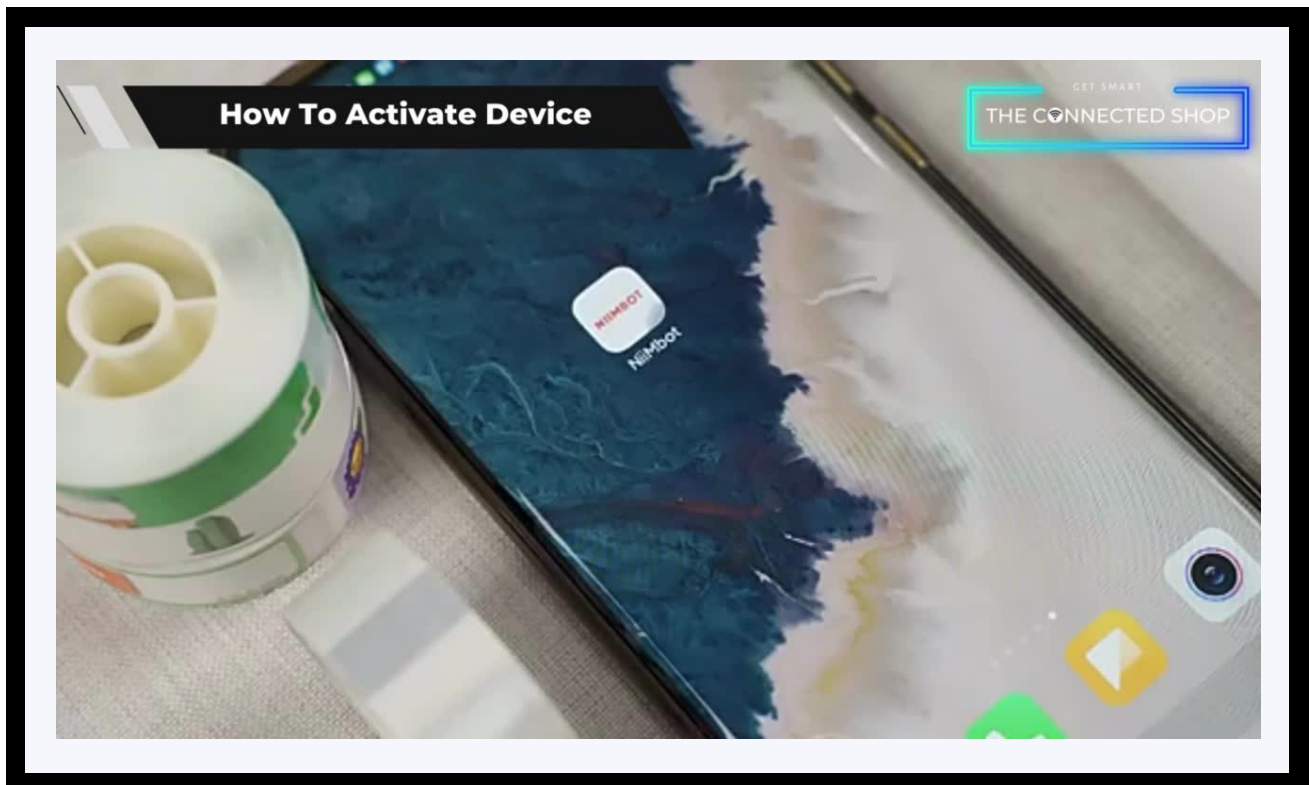 How To Activate Device
GET SMART
THE CONNECTED SHOP
NIIMBOT
NiiMbot